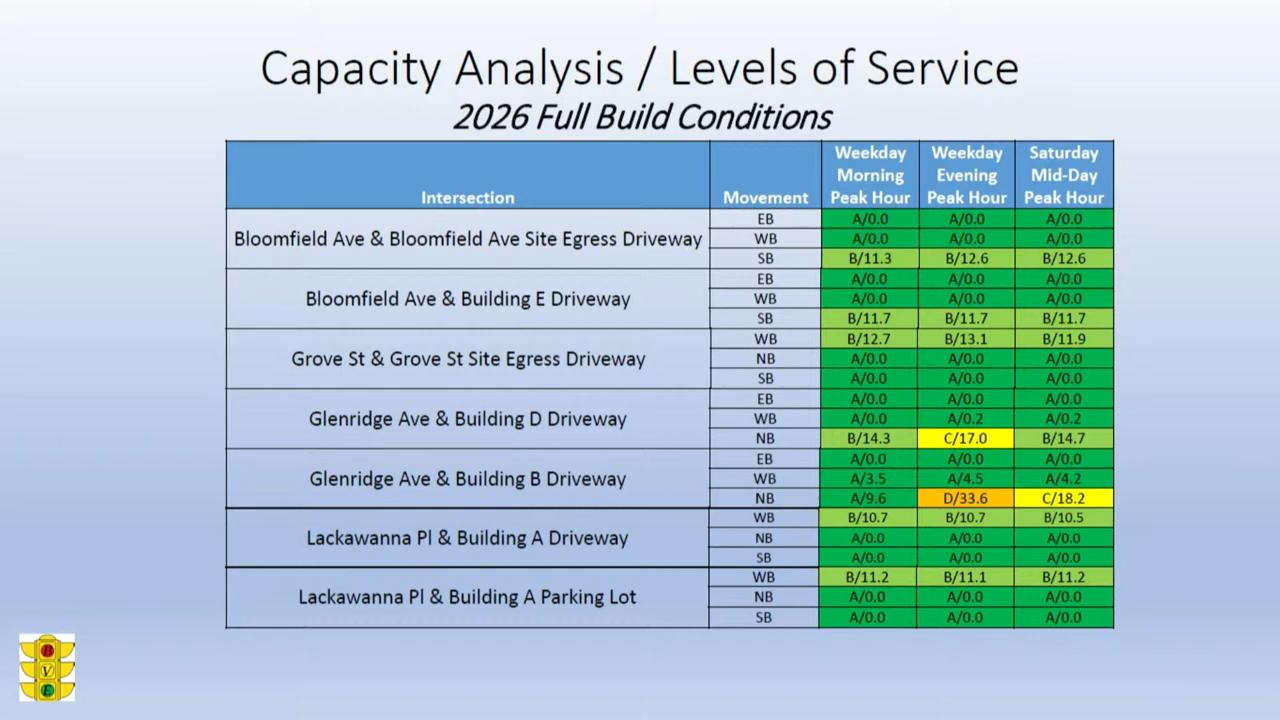 Capacity Analysis / Levels of Service
2026 Full Build Conditions
Intersection Movement Weekday Morning Peak Hour Weekday Evening Peak Hour Saturday Mid-Day Peak Hour
Bloomfield Ave & Bloomfield Ave Site Egress Driveway
EB A/0.0 A/0.0 A/0.0
WB A/0.0 A/0.0 A/0.0
SB B/11.3 B/12.6 B/12.6
Bloomfield Ave & Building E Driveway
EB A/0.0 A/0.0 A/0.0
WB A/0.0 A/0.0 A/0.0
SB B/11.7 B/11.7 B/11.7
Grove St & Grove St Site Egress Driveway
WB B/12.7 B/13.1 B/11.9
NB A/0.0 A/0.0 A/0.0
SB A/0.0 A/0.0 A/0.0
Glenridge Ave & Building D Driveway
EB A/0.0 A/0.0 A/0.0
WB A/0.0 A/0.2 A/0.2
NB B/14.3 C/17.0 B/14.7
Glenridge Ave & Building B Driveway
EB A/0.0 A/0.0 A/0.0
WB A/3.5 A/4.5 A/4.2
NB A/9.6 D/33.6 C/18.2
Lackawanna Pl & Building A Driveway
WB B/10.7 B/10.7 B/10.5
NB A/0.0 A/0.0 A/0.0
SB A/0.0 A/0.0 A/0.0
Lackawanna Pl & Building A Parking Lot
WB B/11.2 B/11.1 B/11.2
NB A/0.0 A/0.0 A/0.0
SB A/0.0 A/0.0 A/0.0
B
V
E